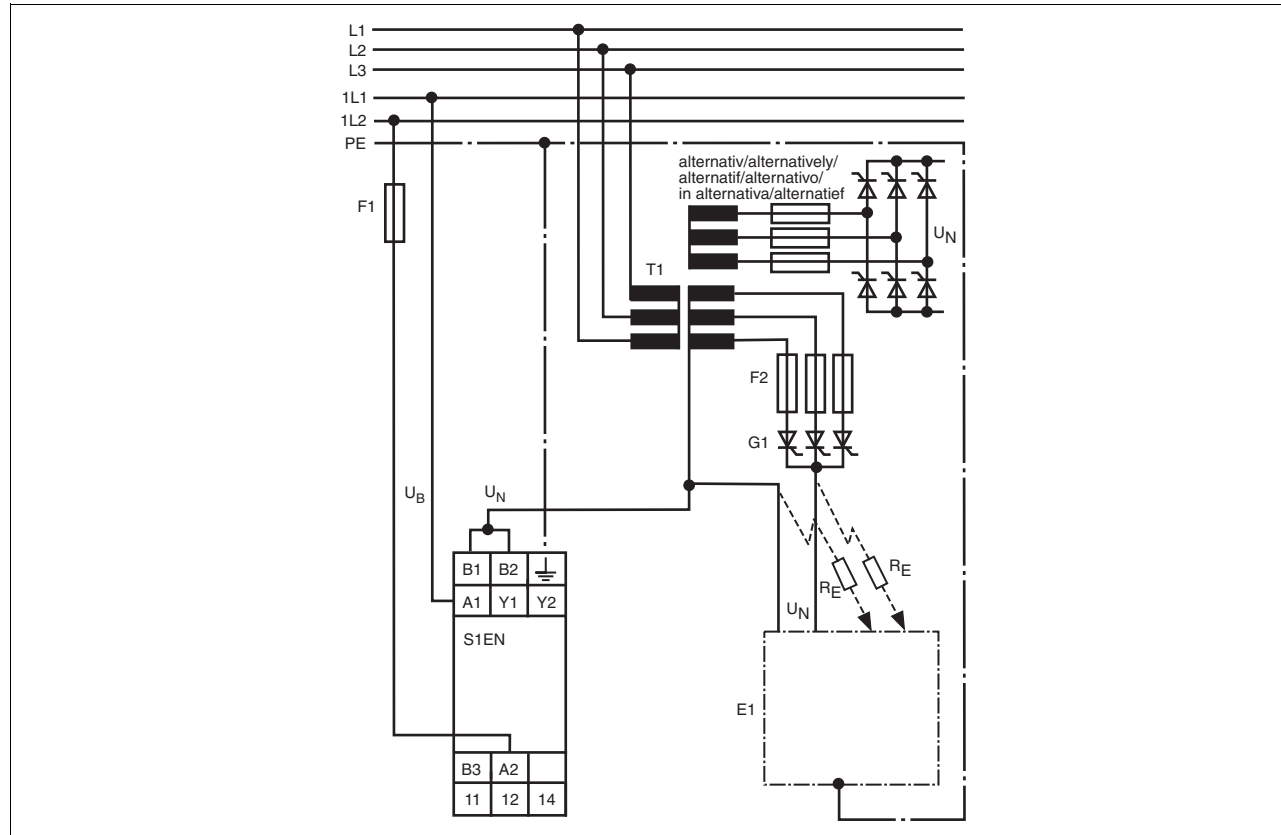 L1
L2
L3
1L1
1L2
PE
alternativ/alternatively/
alternatif/alternativo/
in alternativa/alternatief
F1
U_N
T1
F2
G1
U_B
U_N
B1 B2
A1 Y1 Y2
S1EN
R_E
R_E
U_N
E1
B3 A2
11 12 14